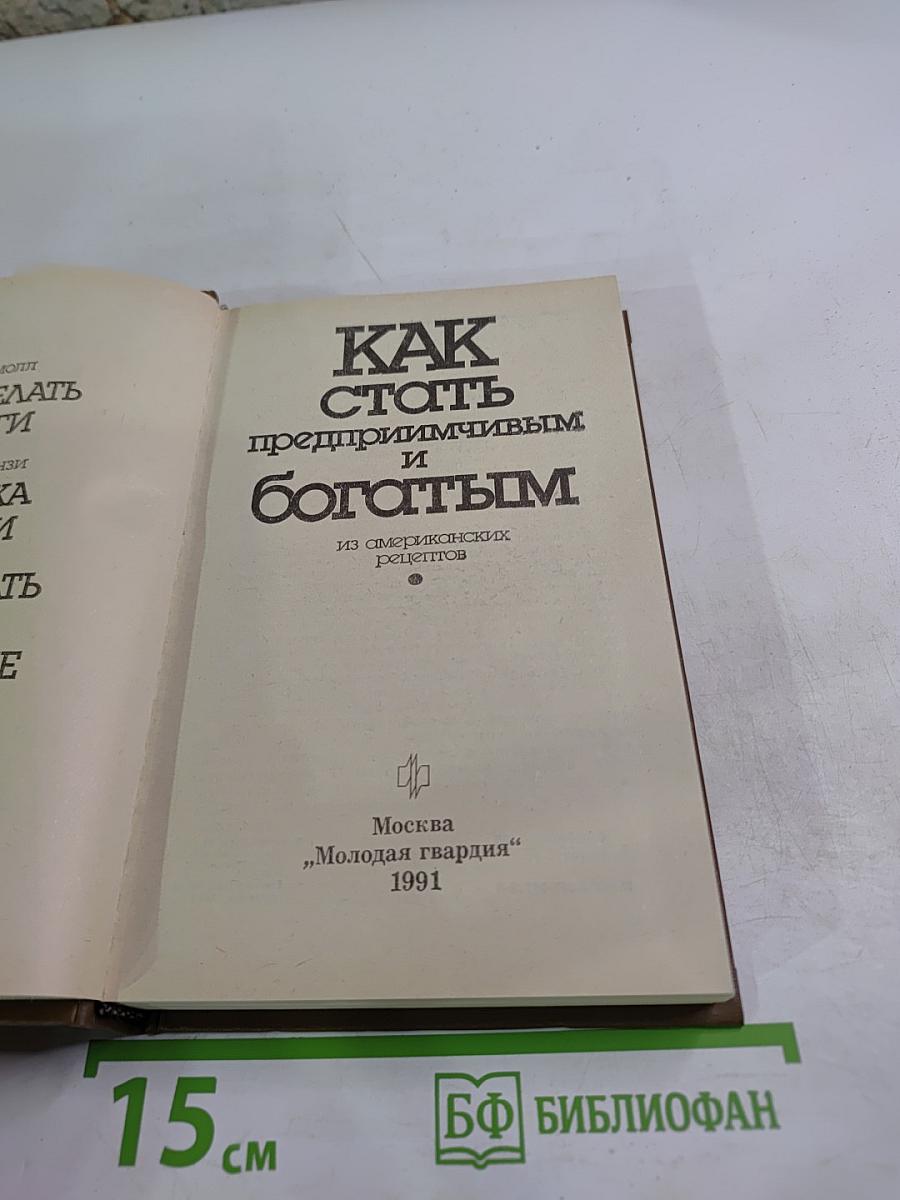 КАК
стать
предприимчивым
и
богатым
из американских
рецептов
Москва
„Молодая гвардия“
1991
15 см
БФ БИБЛИОФАН